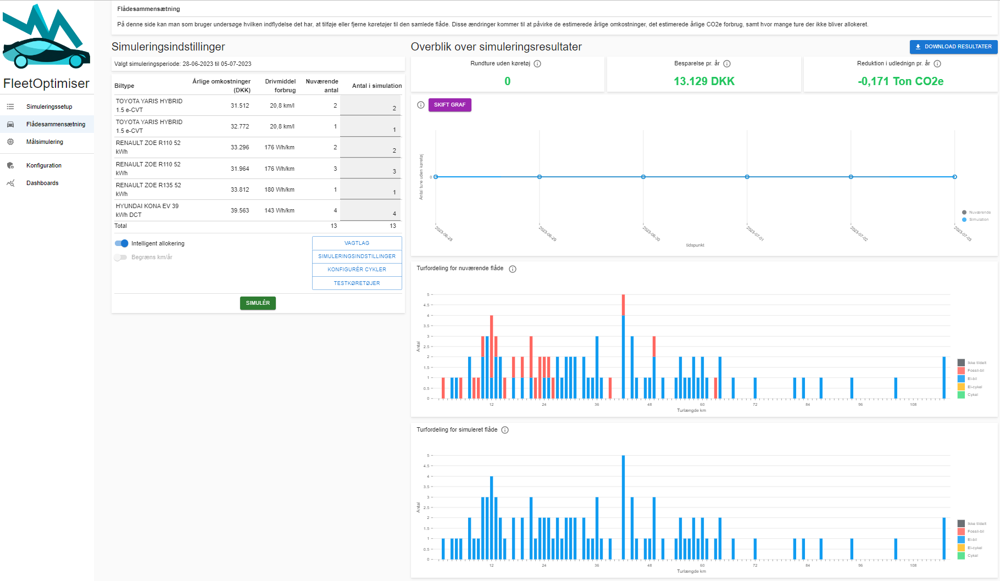 FleetOptimiser
Simuleringssetup
Flådesammensætning
Målsimulering
Konfiguration
Dashboards
Flådesammensætning
På denne side kan man som bruger undersøge hvilken indflydelse det har, at tilføje eller fjerne køretøjer til den samlede flåde. Disse ændringer kommer til at påvirke de estimerede årlige omkostninger, det estimerede årlige CO2e forbrug, samt hvor mange ture der ikke bliver allokeret.
Simuleringsindstillinger
Valgt simuleringsperiode: 28-06-2023 til 05-07-2023
Biltype Årlige omkostninger (DKK) Drivmiddel forbrug Nuværende antal Antal i simulation
TOYOTA YARIS HYBRID 1.5 e-CVT 31.512 20,8 km/l 2 2
TOYOTA YARIS HYBRID 1.5 e-CVT 32.772 20,8 km/l 1 1
RENAULT ZOE R110 52 kWh 33.296 176 Wh/km 2 2
RENAULT ZOE R110 52 kWh 31.964 176 Wh/km 3 3
RENAULT ZOE R135 52 kWh 33.812 180 Wh/km 1 1
HYUNDAI KONA EV 39 kWh DCT 39.563 143 Wh/km 4 4
Total 13 13
Intelligent allokering
Begræns km/år
VAGTLAG
SIMULERINGSINDSTILLINGER
KONFIGURÉR CYKLER
TESTKØRETØJER
SIMULÉR
Overblik over simuleringsresultater
DOWNLOAD RESULTATER
Rundture uden køretøj
0
Besparelse pr. år
13.129 DKK
Reduktion i udlednign pr. år
-0,171 Ton CO2e
SKIFT GRAF
Antal ture uden køretøj
0
2023-06-28 2023-06-29 2023-06-30 2023-07-01 2023-07-02 2023-07-03
tidspunkt
Nuværende
Simulation
Turfordeling for nuværende flåde
Antal
5
4.5
4
3.5
3
2.5
2
1.5
1
0.5
0
12 24 36 48 60 72 84 96 108
Turlængde km
Ikke tildelt
Fossil-bil
El-bil
El-cykel
Cykel
Turfordeling for simuleret flåde
Antal
5
4.5
4
3.5
3
2.5
2
1.5
1
0.5
0
12 24 36 48 60 72 84 96 108
Turlængde km
Ikke tildelt
Fossil-bil
El-bil
El-cykel
Cykel